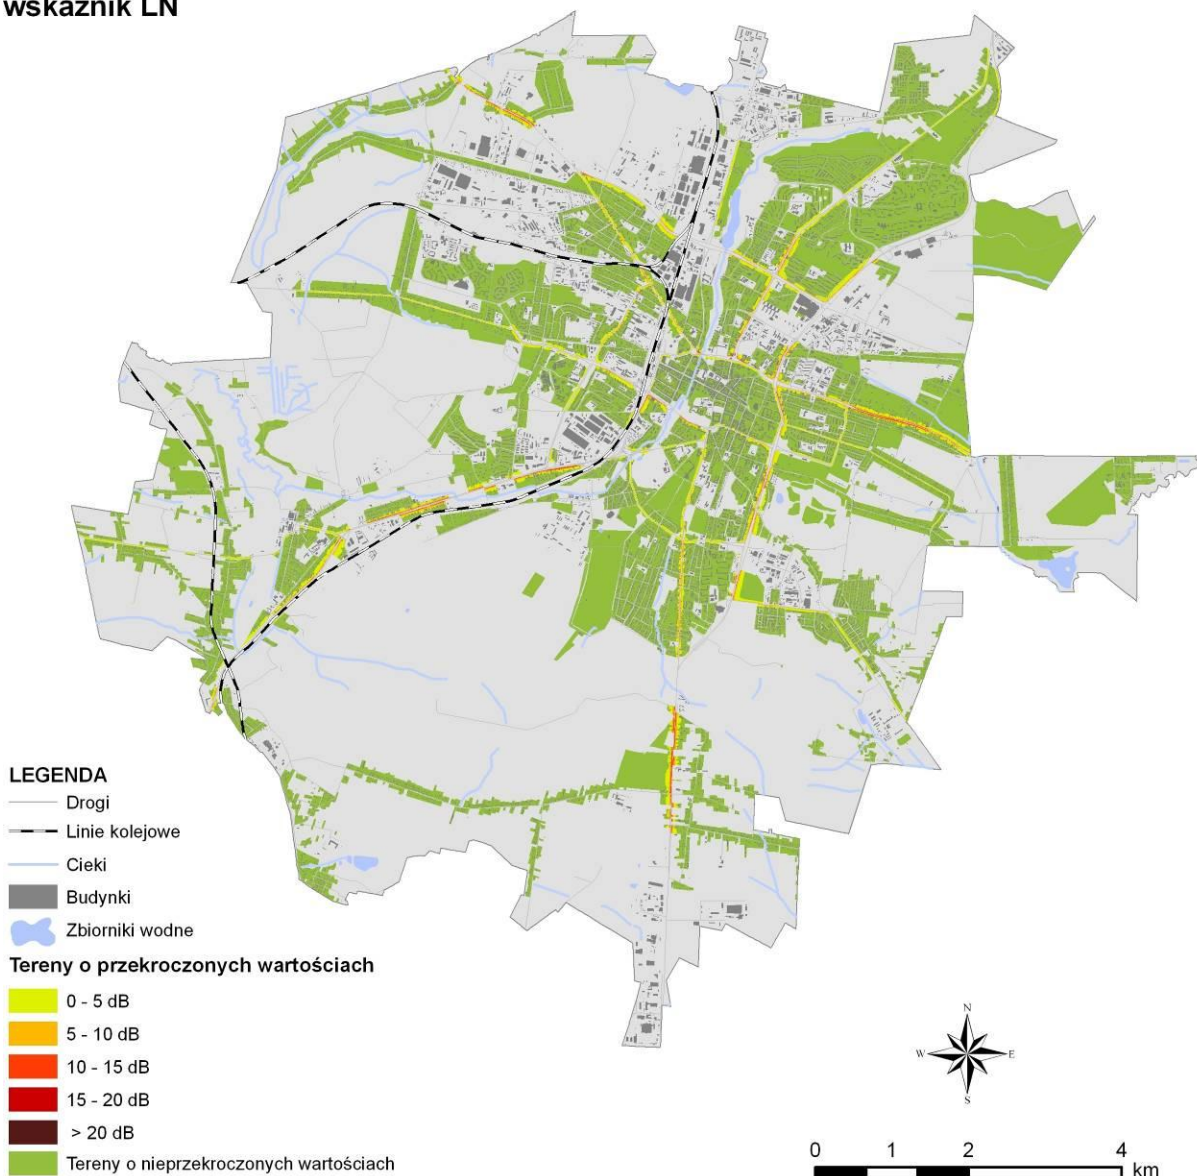 wskaźnik LN
LEGENDA
Drogi
Linie kolejowe
Cieki
Budynki
Zbiorniki wodne
Tereny o przekroczonych wartościach
0 - 5 dB
5 - 10 dB
10 - 15 dB
15 - 20 dB
> 20 dB
Tereny o nieprzekroczonych wartościach
N
W E
S
0 1 2 4
km